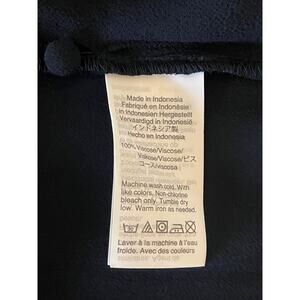 Made in Indonesia
Fabriqué en Indonésie
in Indonesien Hergestellt
Vervaardigd in Indonesië
インドネシア製
Hecho en Indonesia
100% Viscose/Viscose/
Viskose/Viscose/ビス
コース/viscosa
Machine wash cold. With
like colors. Non-chlorine
bleach only. Tumble dry
low. Warm iron as needed.
Laver à la machine à l'eau
froide. Avec des couleurs